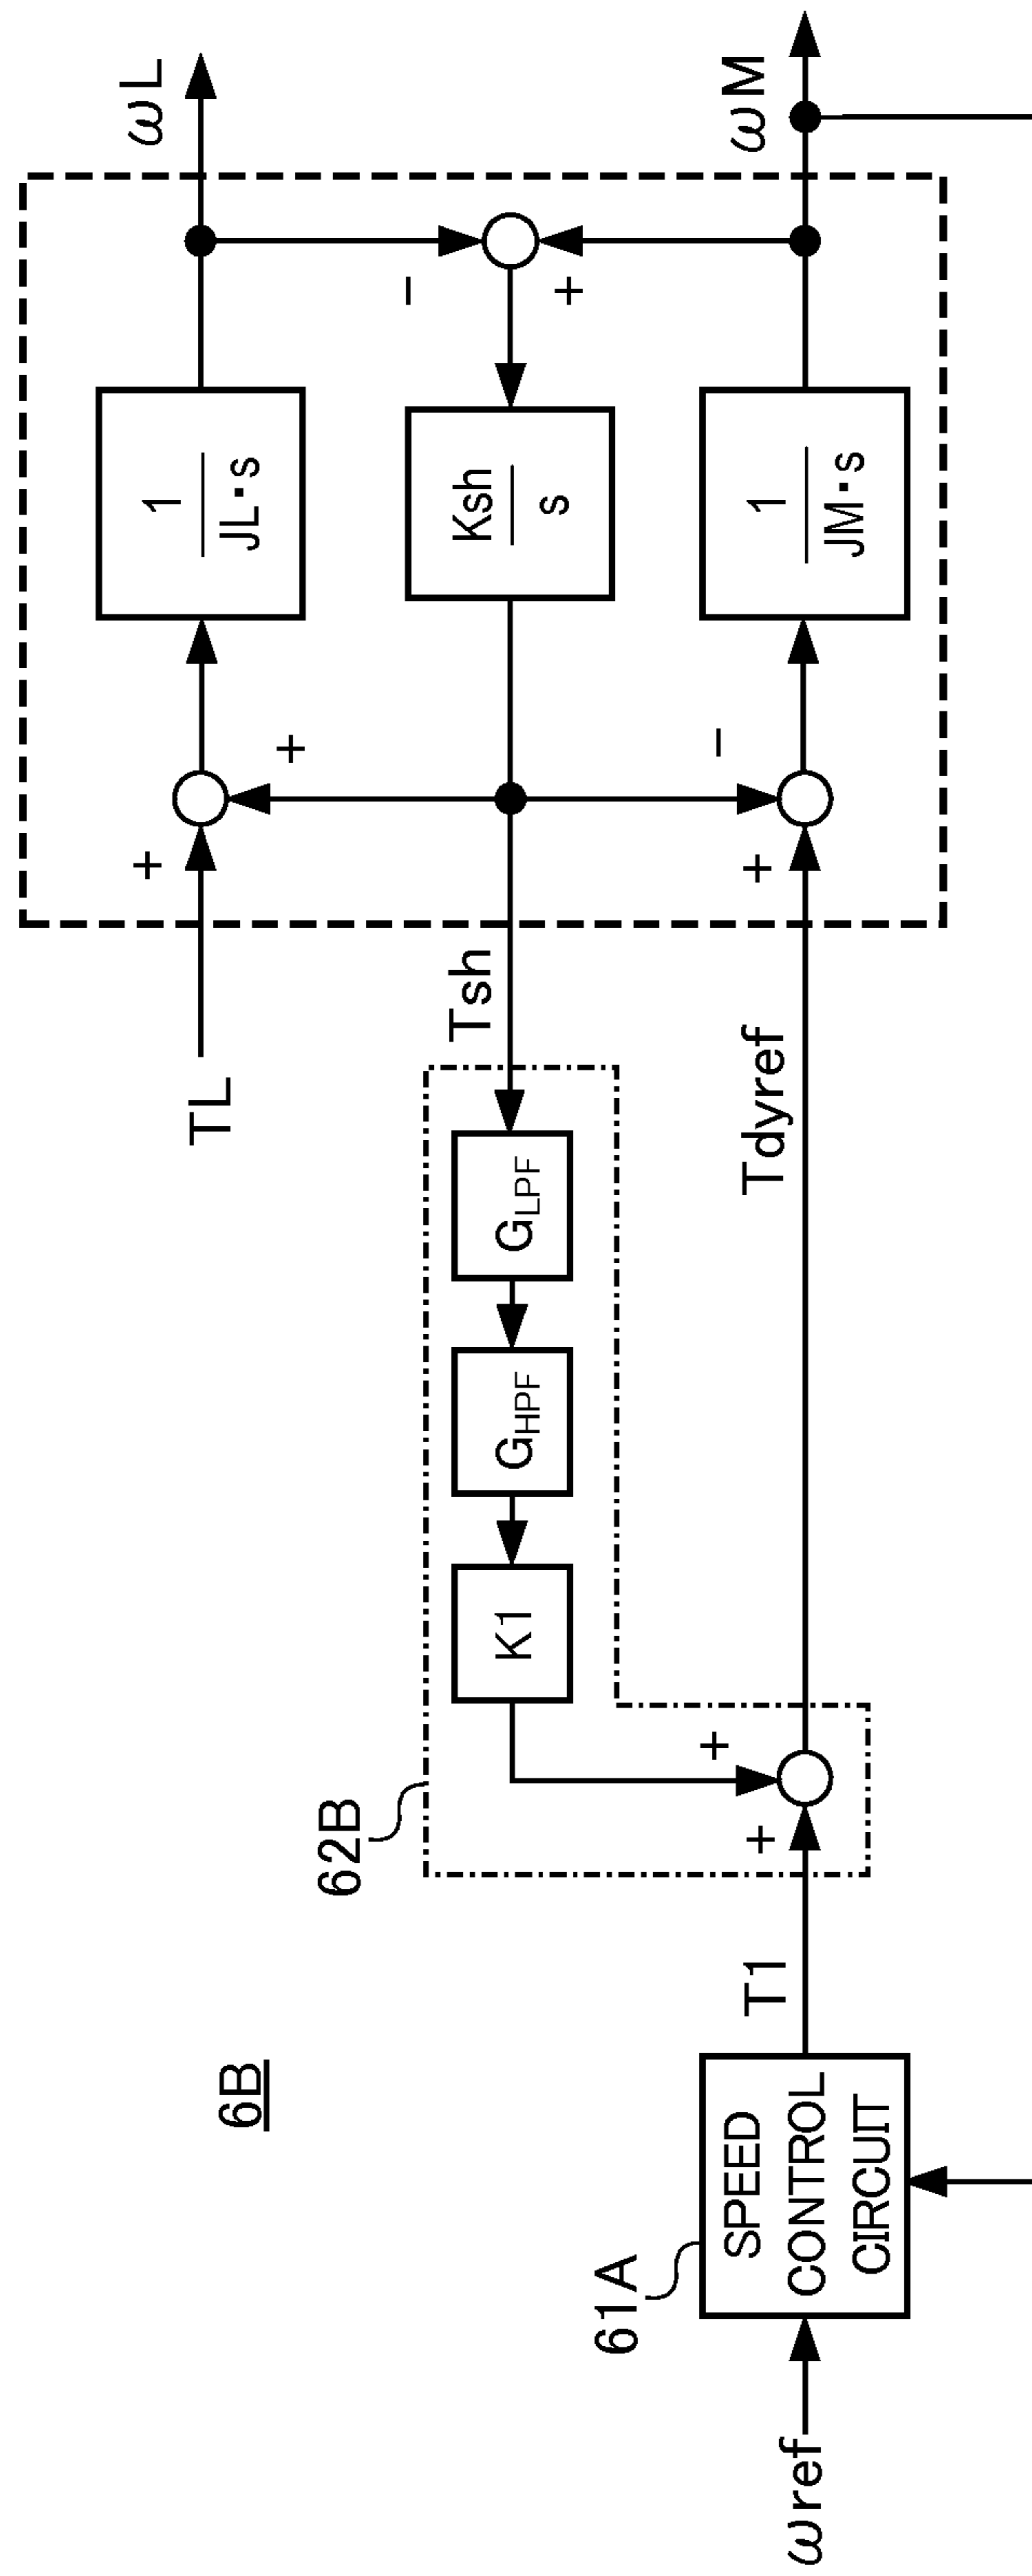 6B
TL
+
+
1
JL・s
ωL
62B
K1
GHPF
GLPF
Tsh
Ksh
s
−
+
61A
ωref
SPEED
CONTROL
CIRCUIT
T1
+
+
Tdyref
+
−
1
JM・s
ωM